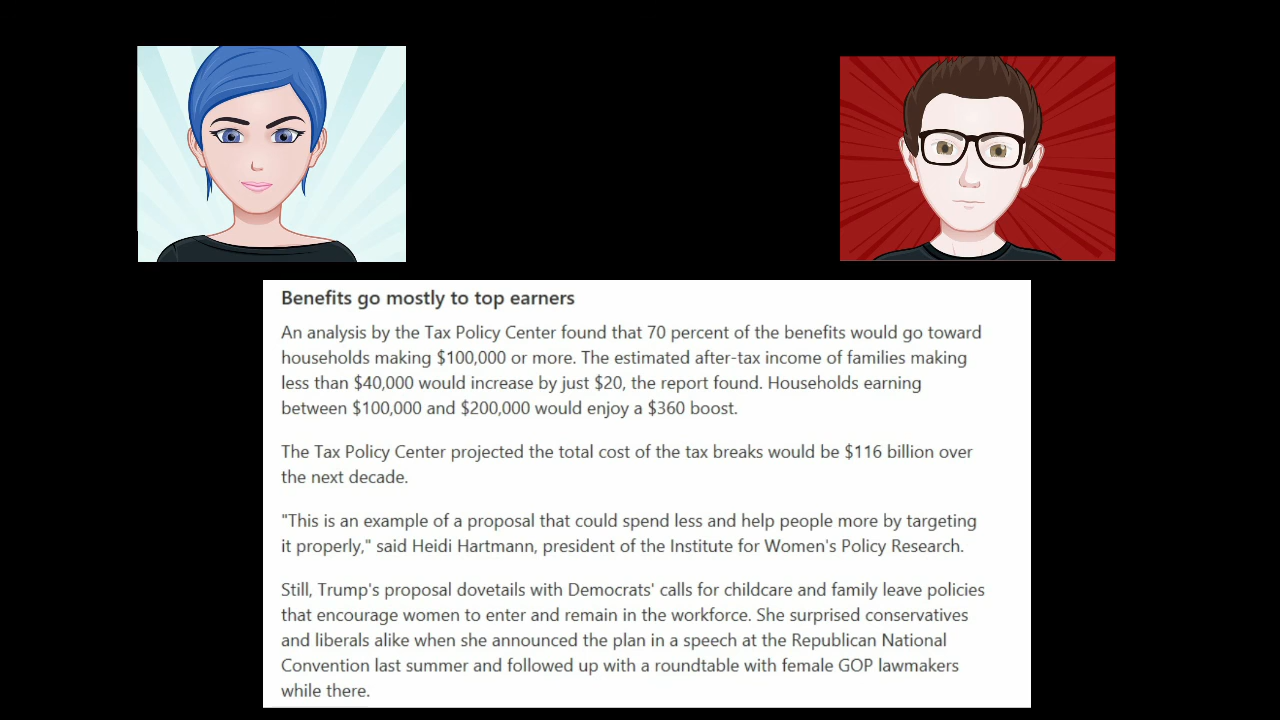 Benefits go mostly to top earners
An analysis by the Tax Policy Center found that 70 percent of the benefits would go toward
households making $100,000 or more. The estimated after-tax income of families making
less than $40,000 would increase by just $20, the report found. Households earning
between $100,000 and $200,000 would enjoy a $360 boost.
The Tax Policy Center projected the total cost of the tax breaks would be $116 billion over
the next decade.
"This is an example of a proposal that could spend less and help people more by targeting
it properly," said Heidi Hartmann, president of the Institute for Women's Policy Research.
Still, Trump's proposal dovetails with Democrats' calls for childcare and family leave policies
that encourage women to enter and remain in the workforce. She surprised conservatives
and liberals alike when she announced the plan in a speech at the Republican National
Convention last summer and followed up with a roundtable with female GOP lawmakers
while there.